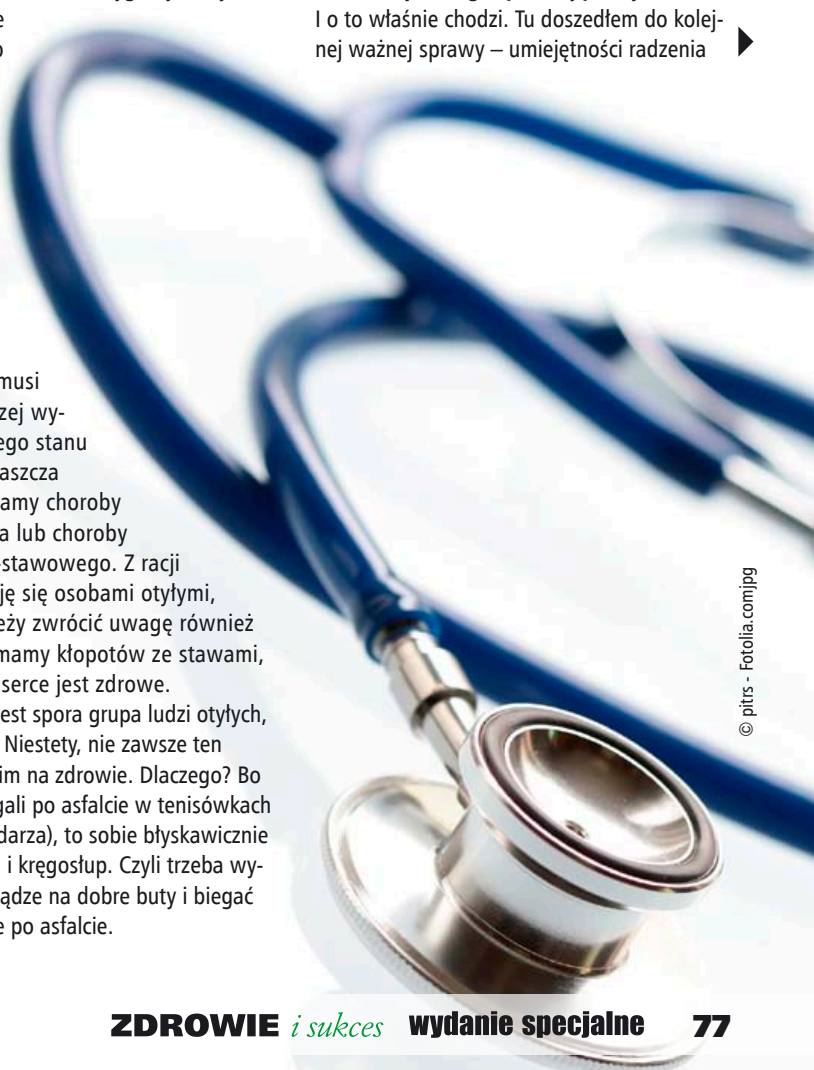 e
o
musi
zej wy-
ego stanu
aszcza
amy choroby
a lub choroby
-stawowego. Z racji
ję się osobami otyłymi,
eży zwrócić uwagę również
mamy kłopotów ze stawami,
serce jest zdrowe.
est spora grupa ludzi otyłych,
Niestety, nie zawsze ten
im na zdrowie. Dlaczego? Bo
gali po asfalcie w tenisówkach
darza), to sobie błyskawicznie
i kręgosłup. Czyli trzeba wy-
ądze na dobre buty i biegać
e po asfalcie.
I o to właśnie chodzi. Tu doszedłem do kolej-
nej ważnej sprawy – umiejętności radzenia
© pitrs - Fotolia.comjpg
ZDROWIE i sukces wydanie specjalne 77